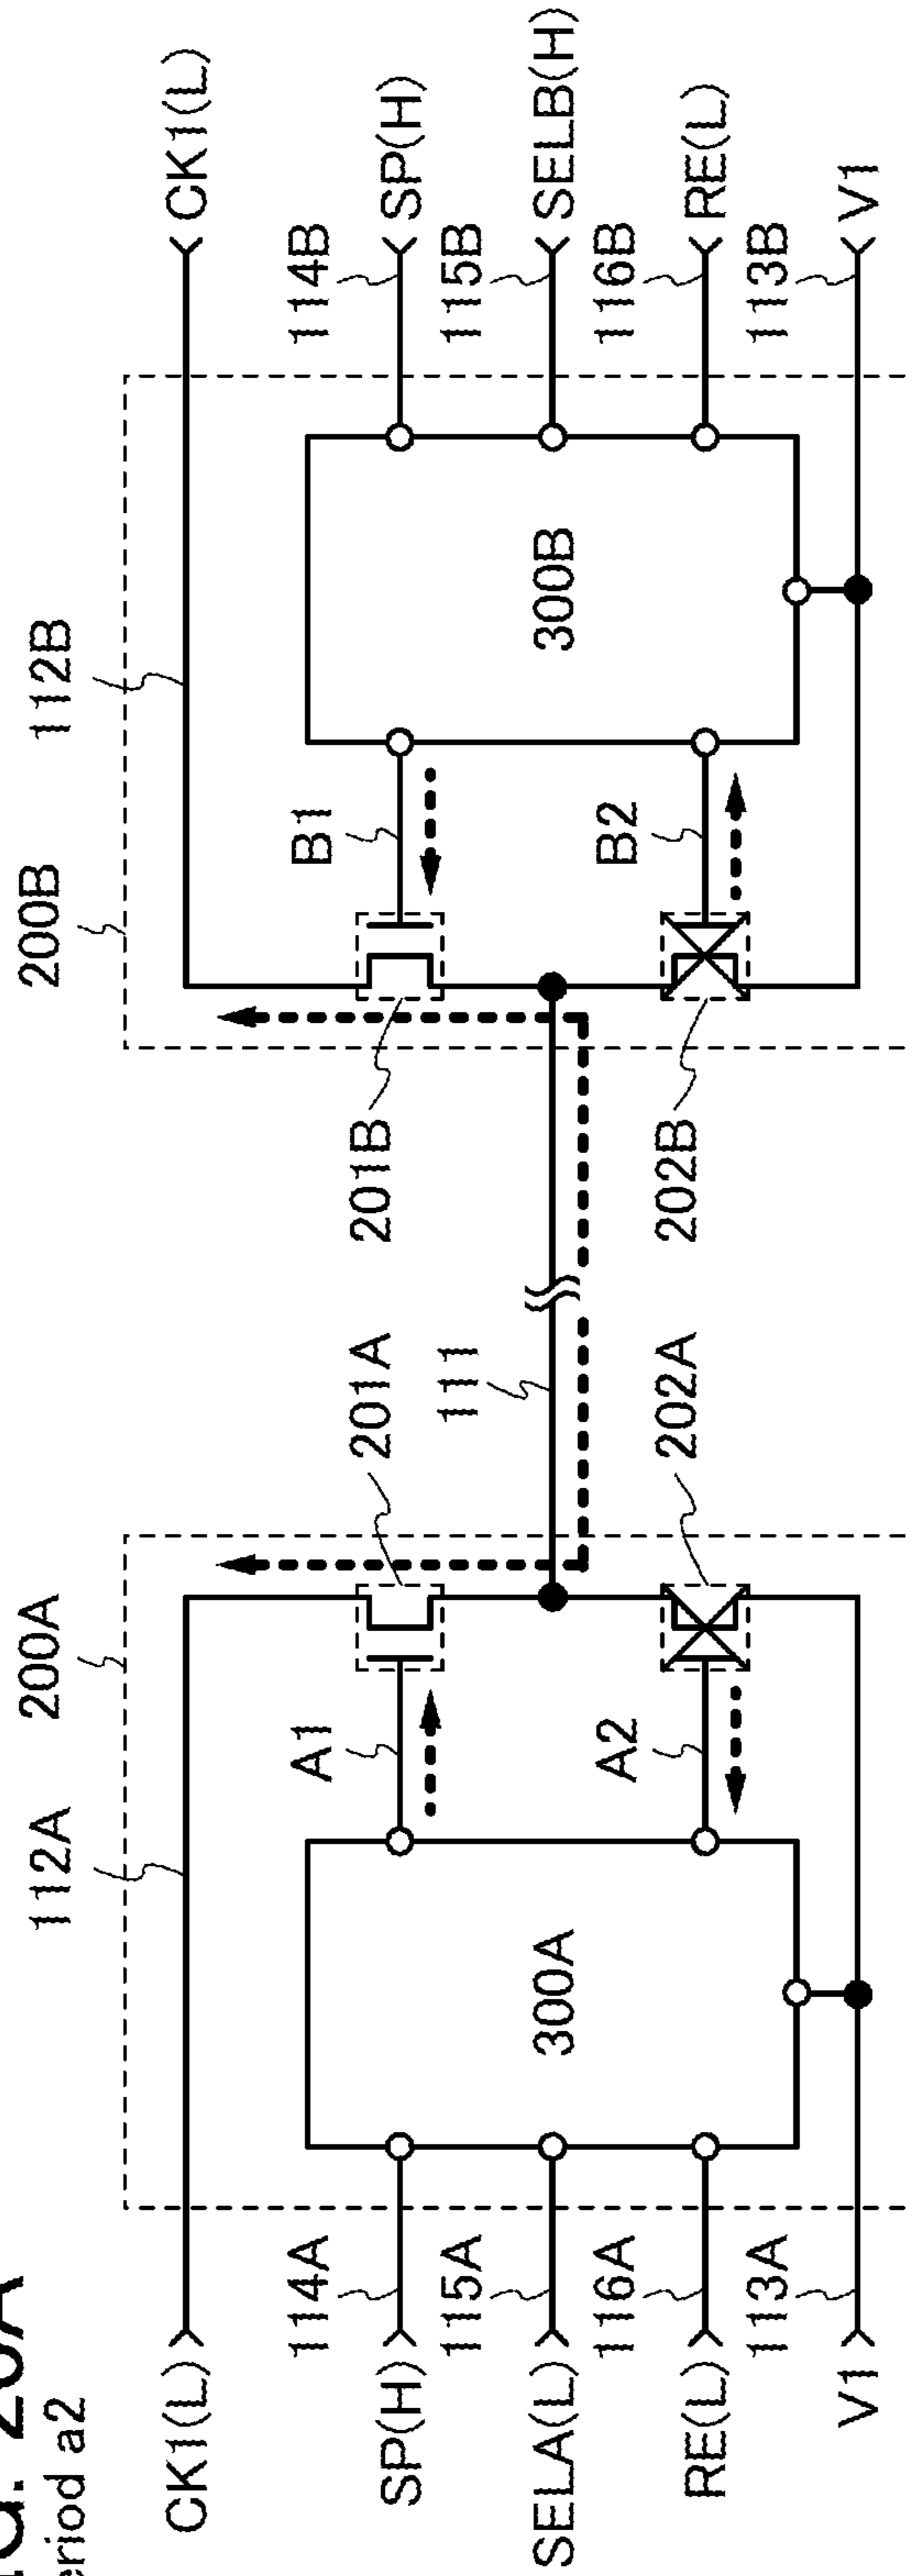 eriod a2
200A
200B
112A
112B
CK1(L)
CK1(L)
114A
A1
201A
201B
B1
114B
SP(H)
SP(H)
115A
300A
111
300B
115B
SELA(L)
SELB(H)
116A
A2
202A
202B
B2
116B
RE(L)
RE(L)
113A
113B
V1
V1